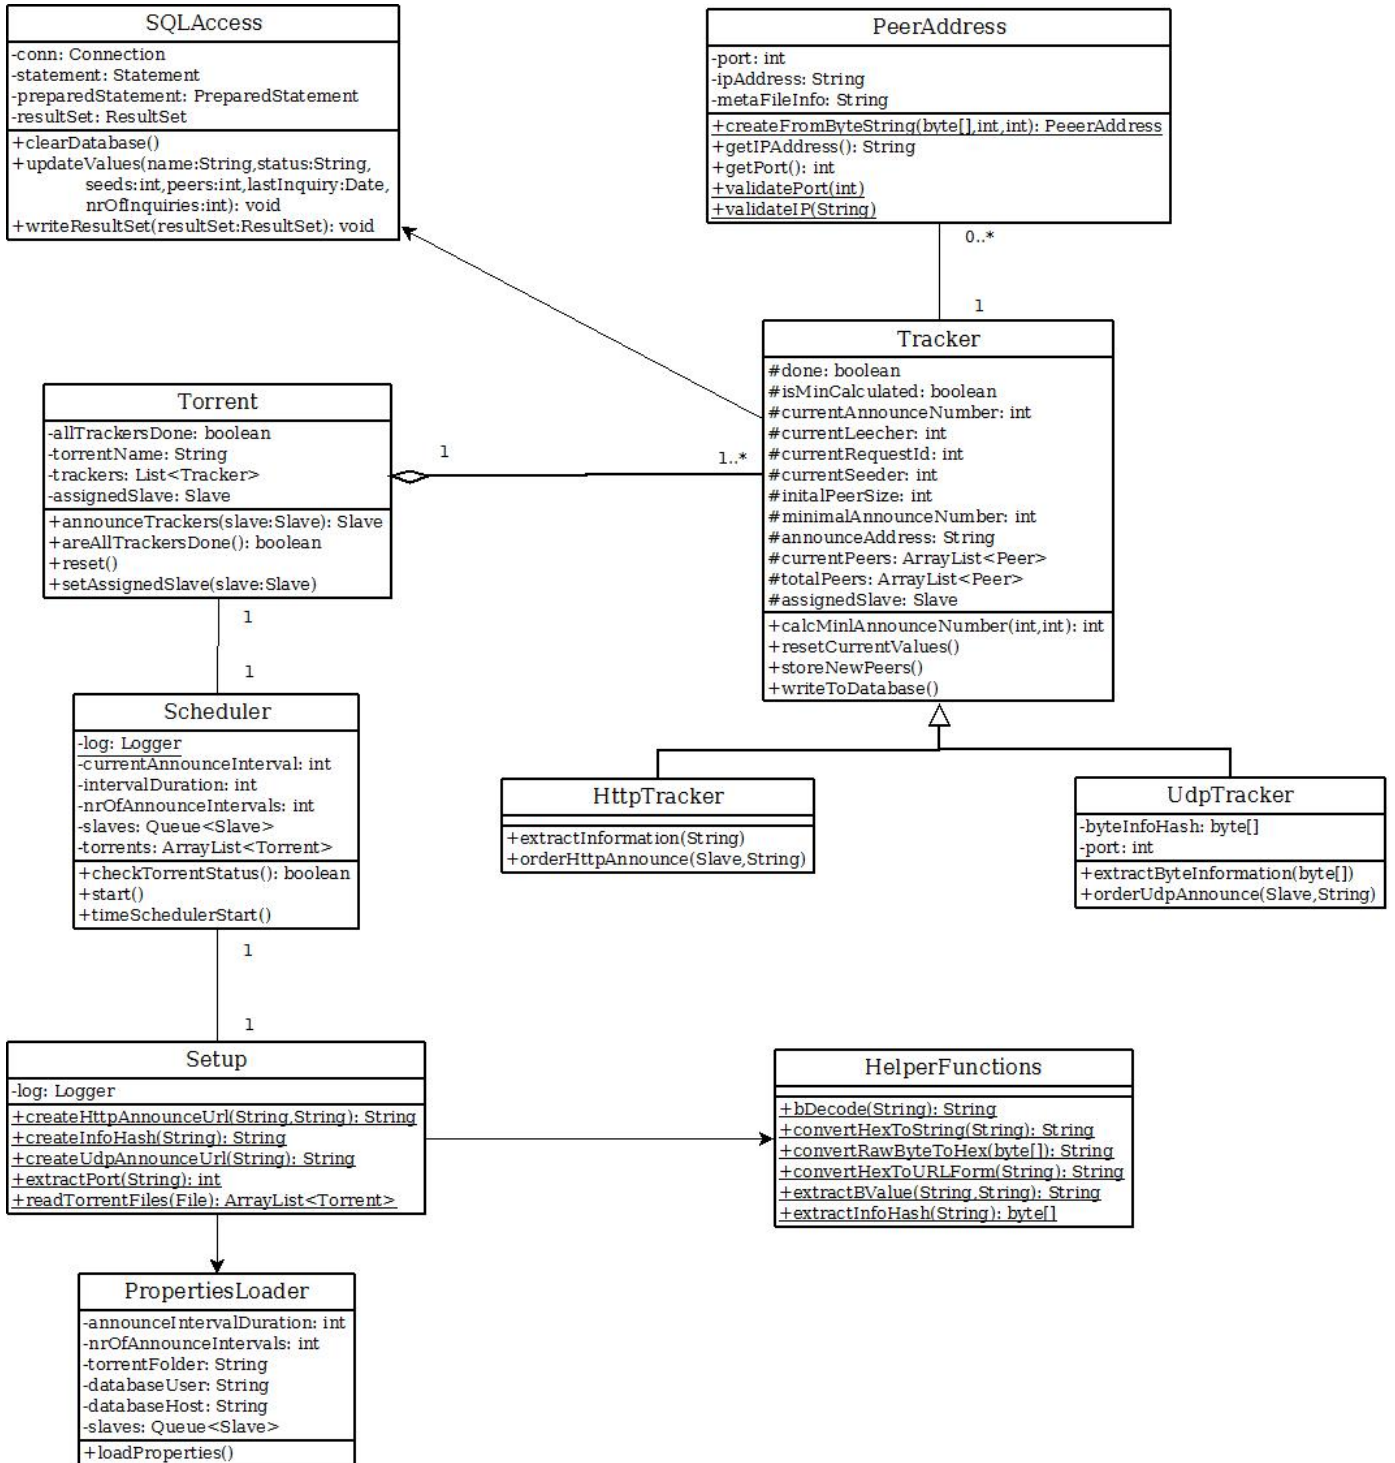 SQLAccess
-conn: Connection
-statement: Statement
-preparedStatement: PreparedStatement
-resultSet: ResultSet
+clearDatabase()
+updateValues(name:String,status:String,
seeds:int,peers:int,lastInquiry:Date,
nrOfInquiries:int): void
+writeResultSet(resultSet:ResultSet): void
PeerAddress
-port: int
-ipAddress: String
-metaFileInfo: String
+createFromByteString(byte[],int,int): PeeerAddress
+getIPAddress(): String
+getPort(): int
+validatePort(int)
+validateIP(String)
0..*
1
Tracker
#done: boolean
#isMinCalculated: boolean
#currentAnnounceNumber: int
#currentLeecher: int
#currentRequestId: int
#currentSeeder: int
#initalPeerSize: int
#minimalAnnounceNumber: int
#announceAddress: String
#currentPeers: ArrayList<Peer>
#totalPeers: ArrayList<Peer>
#assignedSlave: Slave
+calcMinlAnnounceNumber(int,int): int
+resetCurrentValues()
+storeNewPeers()
+writeToDatabase()
Torrent
-allTrackersDone: boolean
-torrentName: String
-trackers: List<Tracker>
-assignedSlave: Slave
+announceTrackers(slave:Slave): Slave
+areAllTrackersDone(): boolean
+reset()
+setAssignedSlave(slave:Slave)
1
1..*
1
1
Scheduler
-log: Logger
-currentAnnounceInterval: int
-intervalDuration: int
-nrOfAnnounceIntervals: int
-slaves: Queue<Slave>
-torrents: ArrayList<Torrent>
+checkTorrentStatus(): boolean
+start()
+timeSchedulerStart()
HttpTracker
+extractInformation(String)
+orderHttpAnnounce(Slave,String)
UdpTracker
-byteInfoHash: byte[]
-port: int
+extractByteInformation(byte[])
+orderUdpAnnounce(Slave,String)
1
1
Setup
-log: Logger
+createHttpAnnounceUrl(String,String): String
+createInfoHash(String): String
+createUdpAnnounceUrl(String): String
+extractPort(String): int
+readTorrentFiles(File): ArrayList<Torrent>
HelperFunctions
+bDecode(String): String
+convertHexToString(String): String
+convertRawByteToHex(byte[]): String
+convertHexToURLForm(String): String
+extractBValue(String,String): String
+extractInfoHash(String): byte[]
PropertiesLoader
-announceIntervalDuration: int
-nrOfAnnounceIntervals: int
-torrentFolder: String
-databaseUser: String
-databaseHost: String
-slaves: Queue<Slave>
+loadProperties()